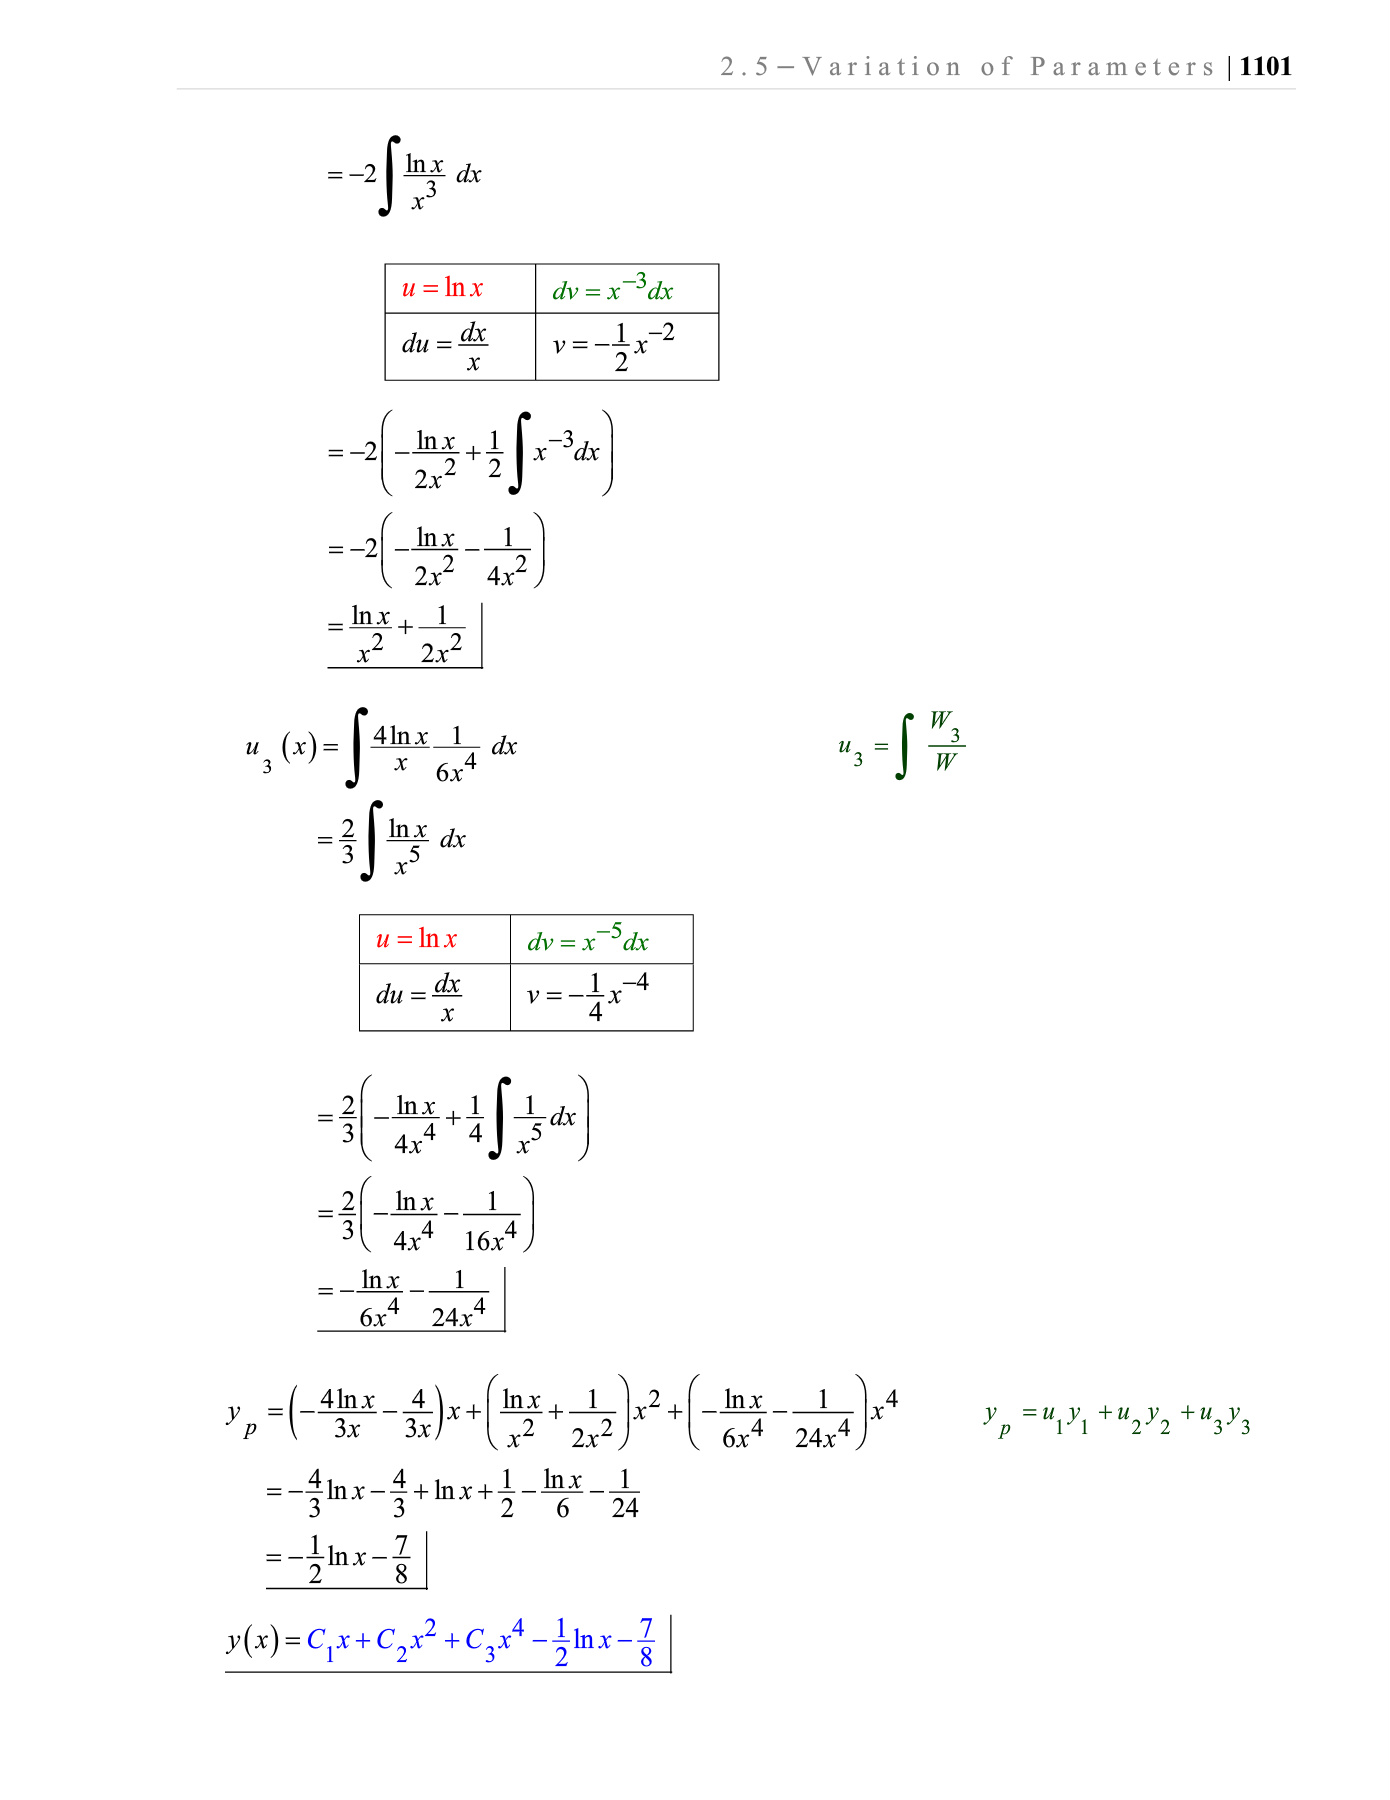 2.5–Variation of Parameters | 1101
= −2 ∫ ln x / x^3 dx
u = ln x | dv = x^−3 dx
du = dx/x | v = −1/2 x^−2
= −2( −ln x / 2x^2 + 1/2 ∫ x^−3 dx )
= −2( −ln x / 2x^2 − 1 / 4x^2 )
= ln x / x^2 + 1 / 2x^2
u_3 (x) = ∫ 4 ln x / x 1 / 6x^4 dx u_3 = ∫ W_3 / W
= 2/3 ∫ ln x / x^5 dx
u = ln x | dv = x^−5 dx
du = dx/x | v = −1/4 x^−4
= 2/3( −ln x / 4x^4 + 1/4 ∫ 1 / x^5 dx )
= 2/3( −ln x / 4x^4 − 1 / 16x^4 )
= −ln x / 6x^4 − 1 / 24x^4
y_p = ( −4 ln x / 3x − 4 / 3x )x + ( ln x / x^2 + 1 / 2x^2 )x^2 + ( −ln x / 6x^4 − 1 / 24x^4 )x^4 y_p = u_1 y_1 + u_2 y_2 + u_3 y_3
= −4/3 ln x − 4/3 + ln x + 1/2 − ln x / 6 − 1/24
= −1/2 ln x − 7/8
y(x) = C_1 x + C_2 x^2 + C_3 x^4 − 1/2 ln x − 7/8